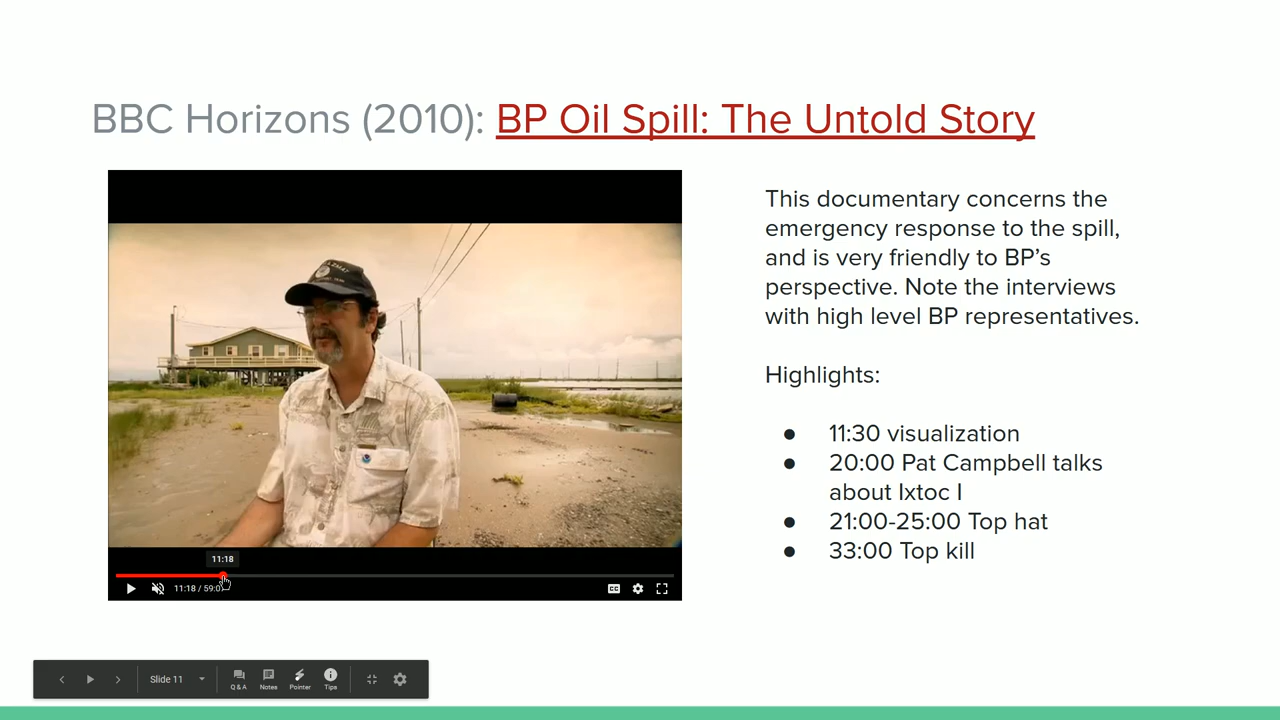 BBC Horizons (2010): BP Oil Spill: The Untold Story
This documentary concerns the
emergency response to the spill,
and is very friendly to BP's
perspective. Note the interviews
with high level BP representatives.
Highlights:
● 11:30 visualization
● 20:00 Pat Campbell talks
about Ixtoc I
● 21:00-25:00 Top hat
● 33:00 Top kill
11:18
11:18 / 59:0
CC
Slide 11
Q & A
Notes
Pointer
Tips